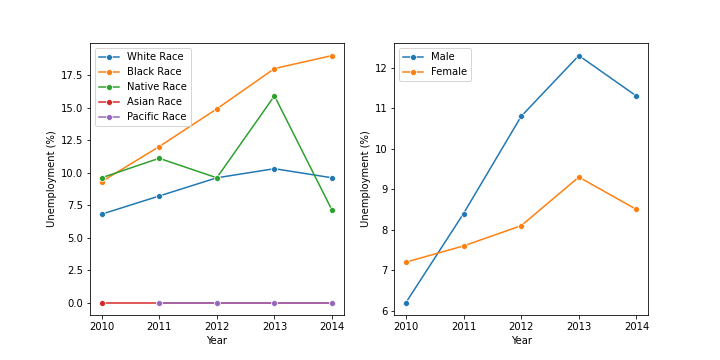 White Race
Black Race
Native Race
Asian Race
Pacific Race
17.5
15.0
12.5
10.0
7.5
5.0
2.5
0.0
Unemployment (%)
2010 2011 2012 2013 2014
Year
Male
Female
12
11
10
9
8
7
6
Unemployment (%)
2010 2011 2012 2013 2014
Year